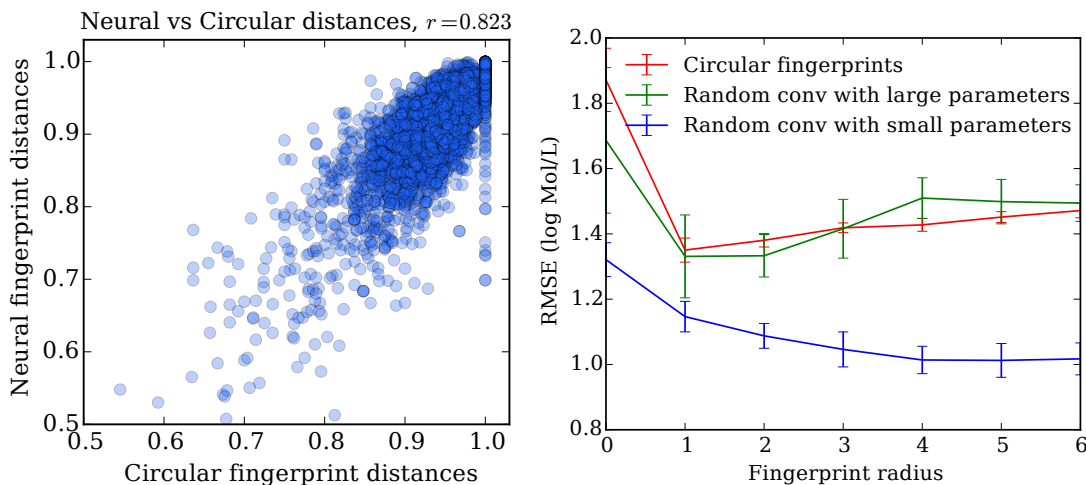 Neural vs Circular distances, r=0.823
Neural fingerprint distances
1.0
0.9
0.8
0.7
0.6
0.5
0.5 0.6 0.7 0.8 0.9 1.0
Circular fingerprint distances
RMSE (log Mol/L)
2.0
1.8
1.6
1.4
1.2
1.0
0.8
Circular fingerprints
Random conv with large parameters
Random conv with small parameters
0 1 2 3 4 5 6
Fingerprint radius